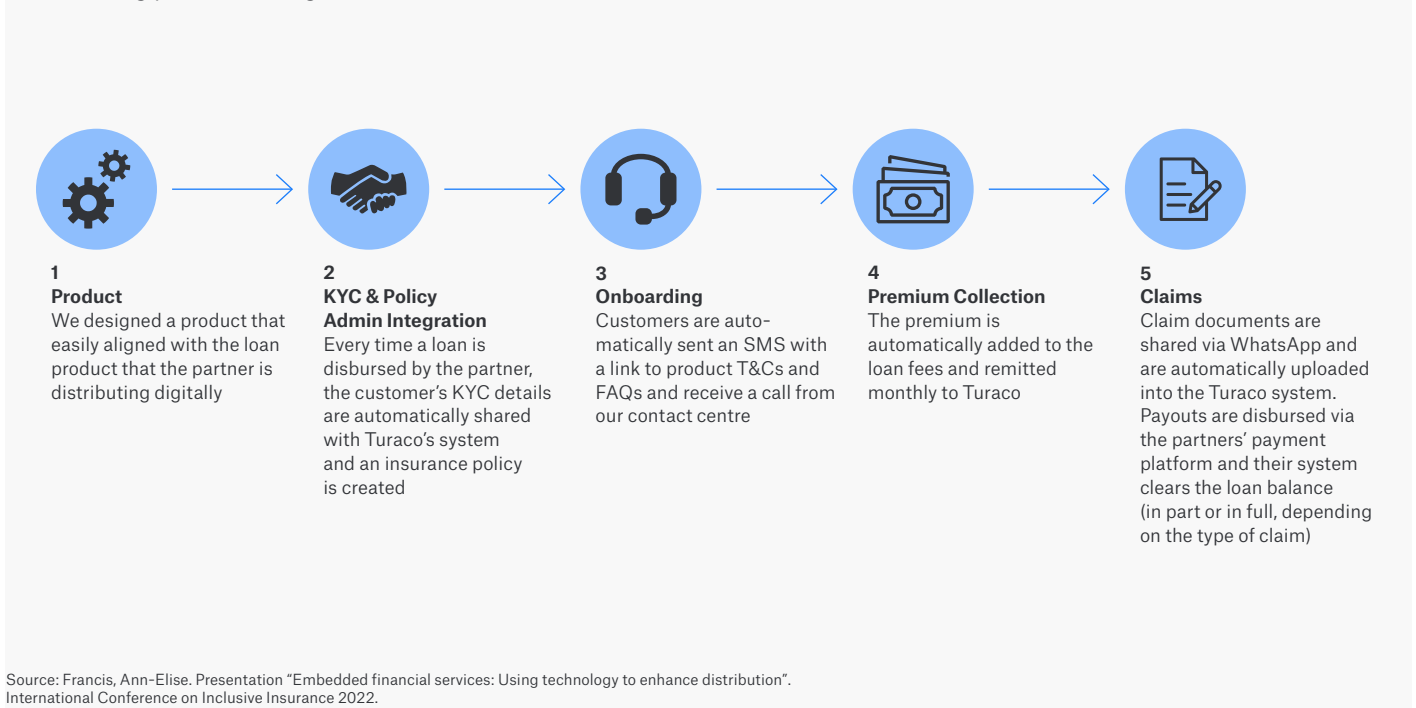 1
Product
We designed a product that
easily aligned with the loan
product that the partner is
distributing digitally
2
KYC & Policy
Admin Integration
Every time a loan is
disbursed by the partner,
the customer's KYC details
are automatically shared
with Turaco's system
and an insurance policy
is created
3
Onboarding
Customers are auto-
matically sent an SMS with
a link to product T&Cs and
FAQs and receive a call from
our contact centre
4
Premium Collection
The premium is
automatically added to the
loan fees and remitted
monthly to Turaco
5
Claims
Claim documents are
shared via WhatsApp and
are automatically uploaded
into the Turaco system.
Payouts are disbursed via
the partners' payment
platform and their system
clears the loan balance
(in part or in full, depending
on the type of claim)
Source: Francis, Ann-Elise. Presentation “Embedded financial services: Using technology to enhance distribution”.
International Conference on Inclusive Insurance 2022.